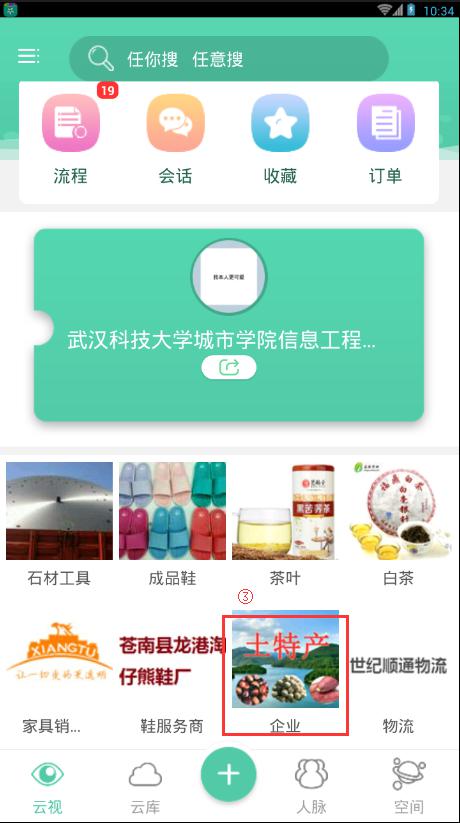 10:34
任你搜 任意搜
19
流程 会话 收藏 订单
我本人更可爱
武汉科技大学城市学院信息工程...
黑苦荞茶
石材工具 成品鞋 茶叶 白茶
③
XIANGTU
让一切变的更透明
苍南县龙港淘
仔熊鞋厂
土特产
世纪顺通物流
家具销... 鞋服务商 企业 物流
云视 云库 人脉 空间